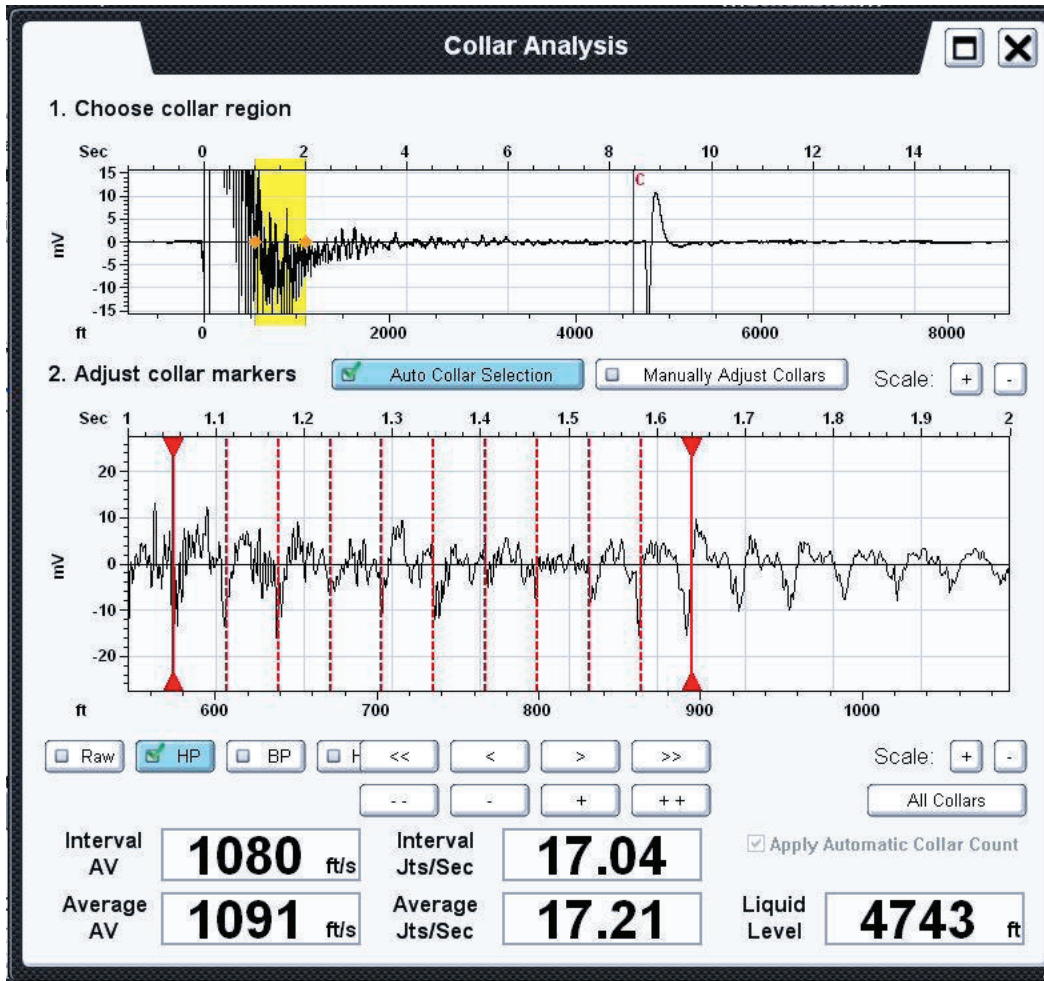 Collar Analysis
1. Choose collar region
Sec 0 2 4 6 8 10 12 14
C
15
10
5
0
-5
-10
-15
mV
ft 0 2000 4000 6000 8000
2. Adjust collar markers Auto Collar Selection Manually Adjust Collars Scale: + -
Sec 1 1.1 1.2 1.3 1.4 1.5 1.6 1.7 1.8 1.9 2
20
10
0
-10
-20
mV
ft 600 700 800 900 1000
Raw HP BP H << < > >> Scale: + -
-- - + ++ All Collars
Interval AV 1080 ft/s Interval Jts/Sec 17.04 Apply Automatic Collar Count
Average AV 1091 ft/s Average Jts/Sec 17.21 Liquid Level 4743 ft